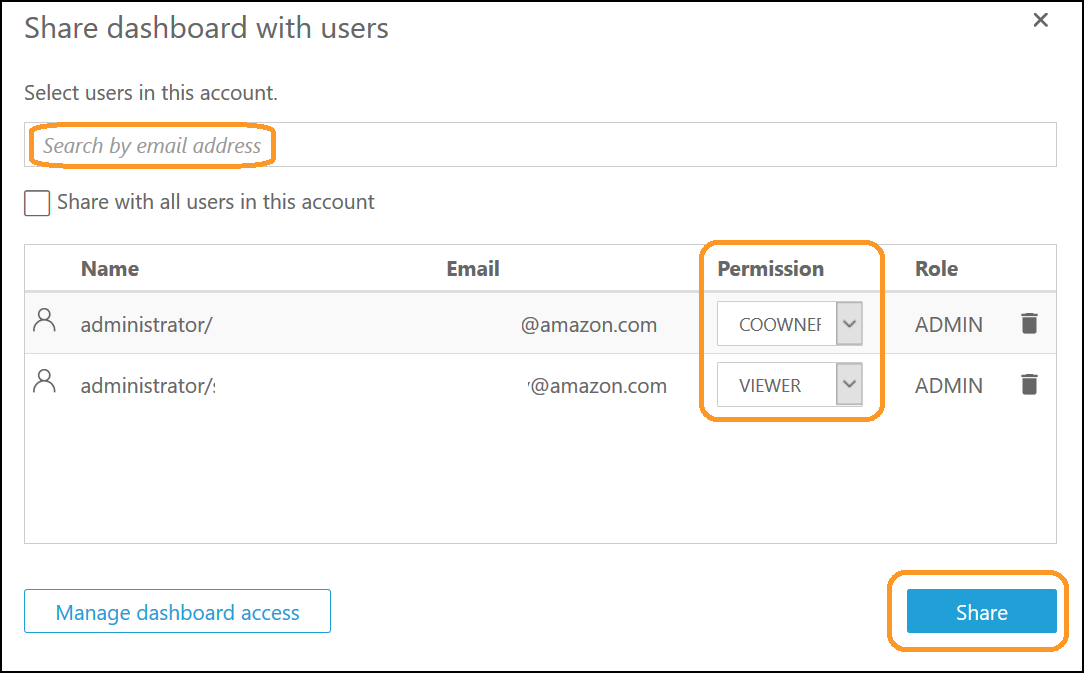 Share dashboard with users
Select users in this account.
Search by email address
Share with all users in this account
Name Email Permission Role
administrator/ @amazon.com COOWNER ADMIN
administrator/s y@amazon.com VIEWER ADMIN
Manage dashboard access Share